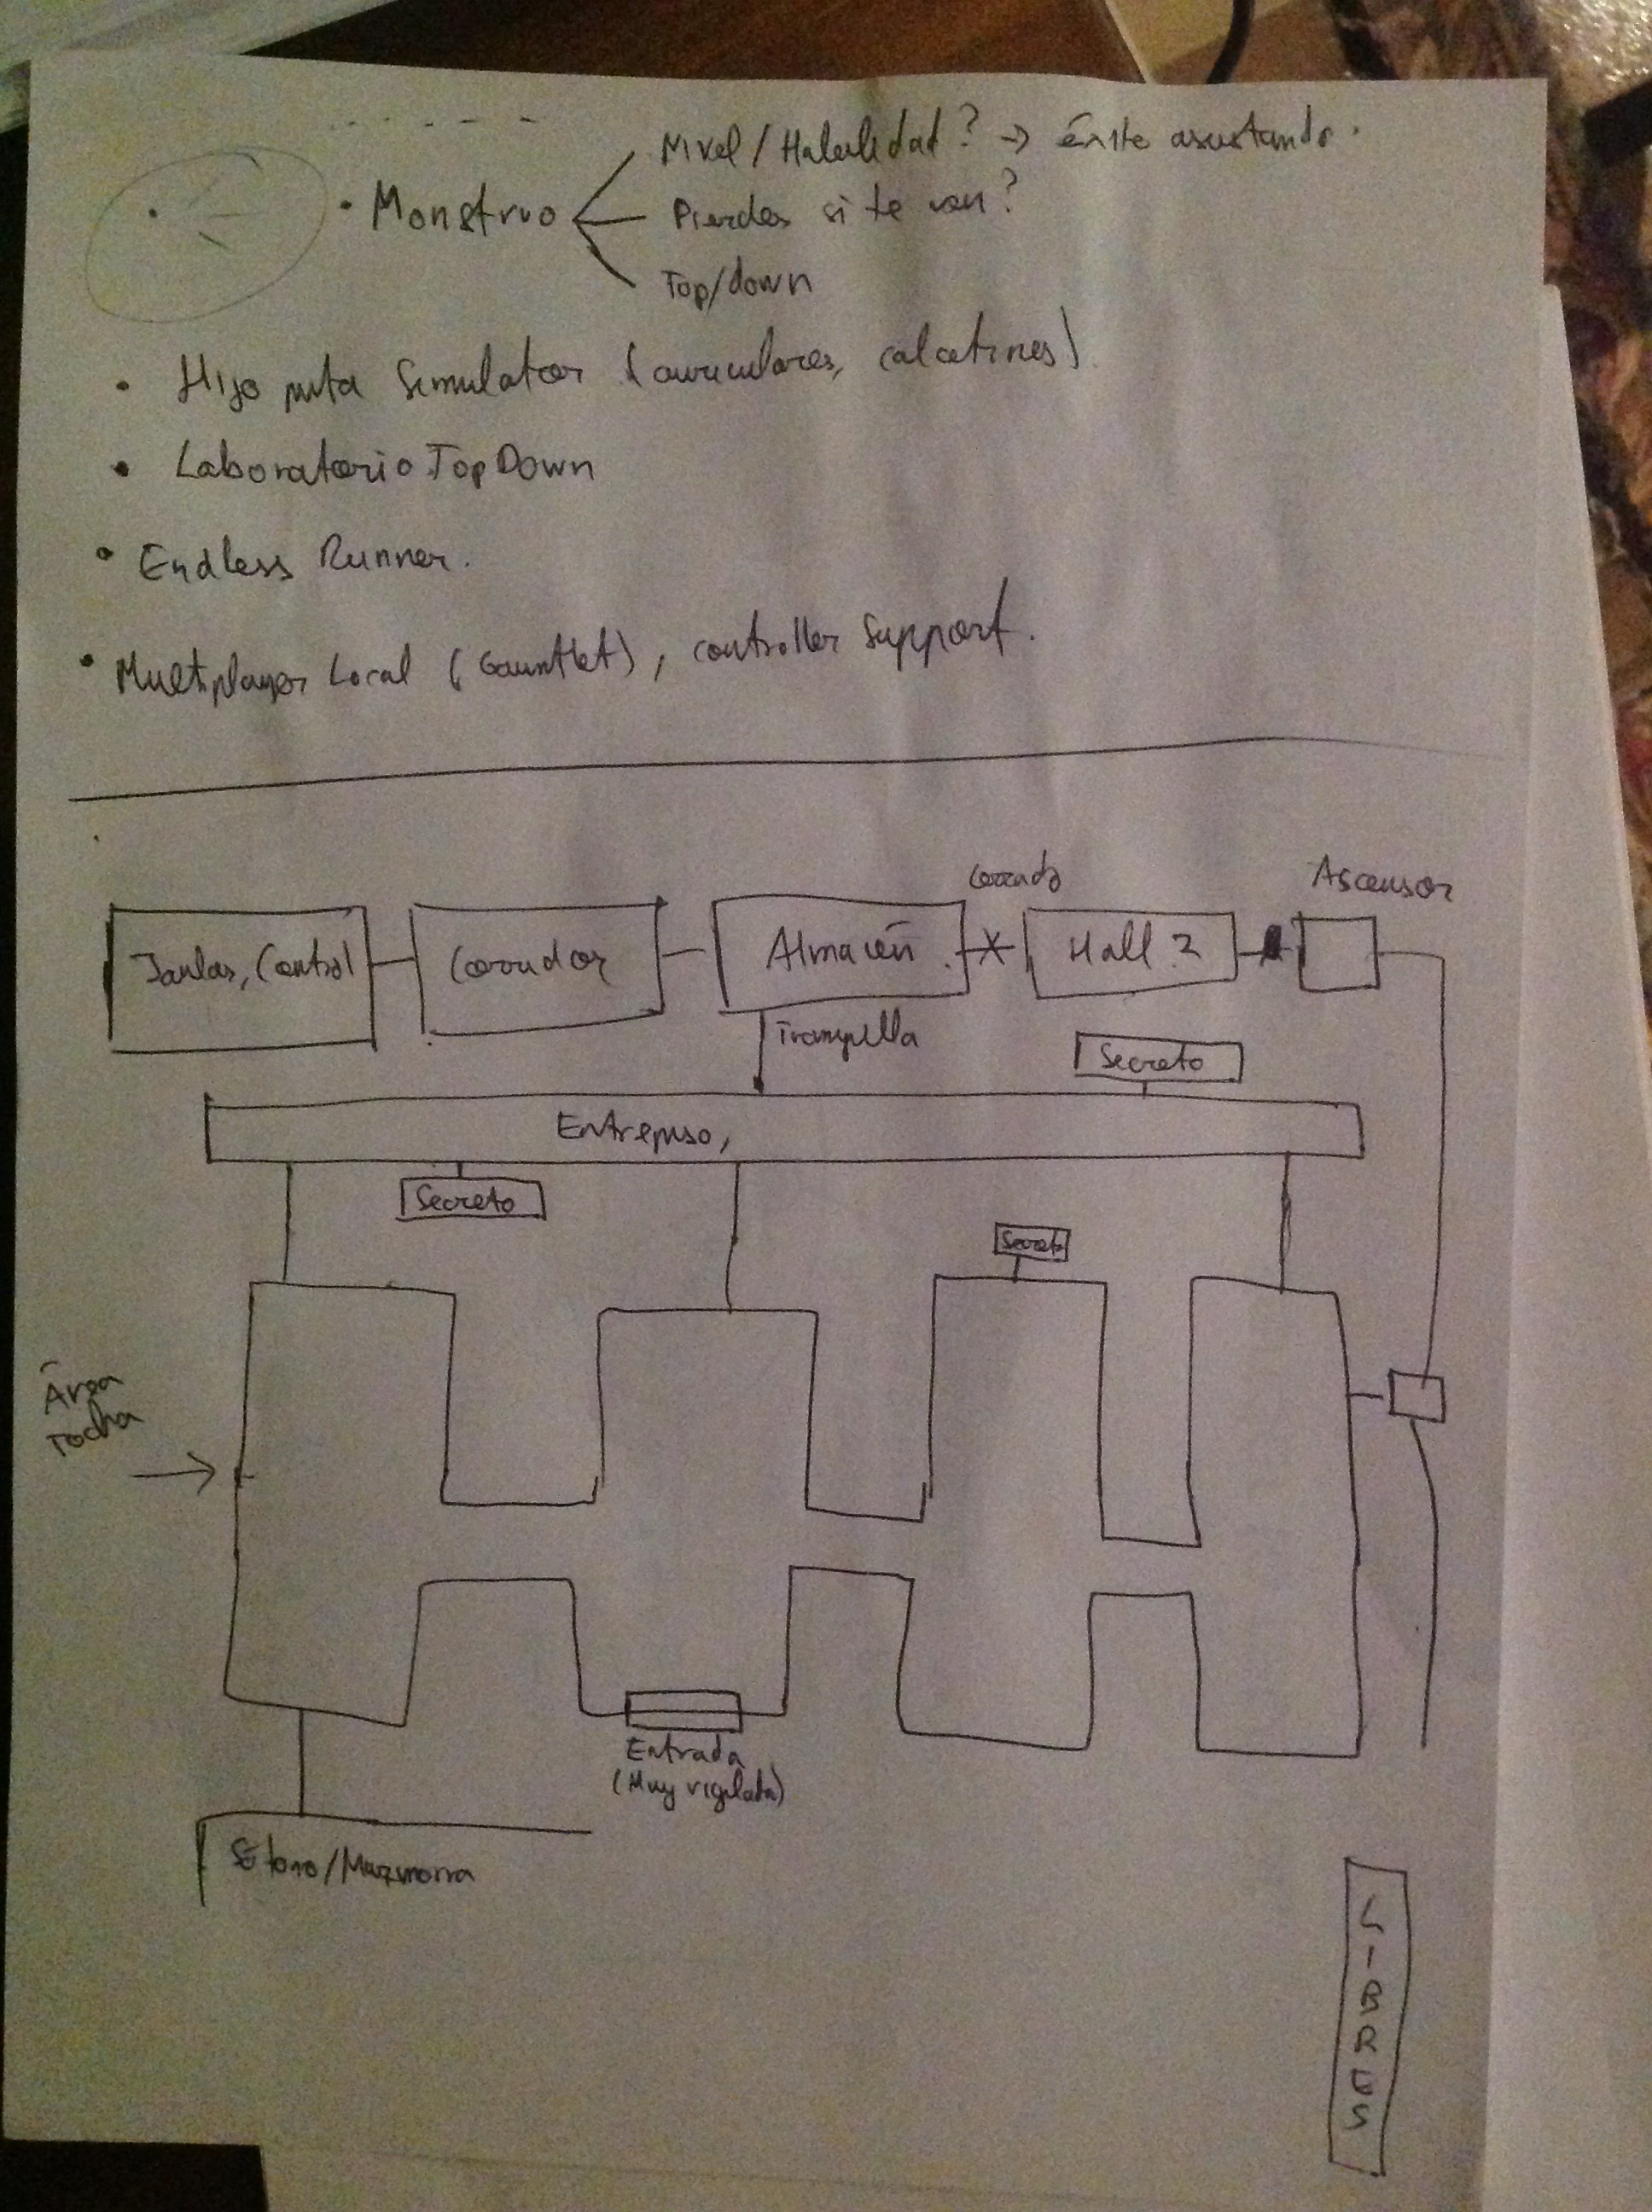 Nivel/Habilidad? → éxito asustando.
• Monstruo
Pierdes si te ven?
Top/down
• Hijo puta Simulator (auriculares, calcetines)
• Laboratorio TopDown
• Endless Runner.
• Multiplayer Local (Gauntlet), controller support.
Cerrado
Ascensor
Jaulas, Control
Corredor
Almacén
Hall 2
Trampilla
Secreto
Entrepiso,
Secreto
Secreto
Área
Tocha
Entrada
(Muy vigilada)
Sótano/Mazmorra
LIBRES